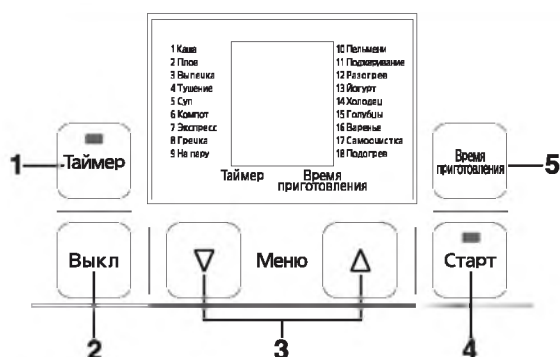 1 Каша
2 Плов
3 Выпечка
4 Тушение
5 Суп
6 Компот
7 Экспресс
8 Гречка
9 На пару
10 Пельмени
11 Поджаривание
12 Разогрев
13 Йогурт
14 Холодец
15 Голубцы
16 Варенье
17 Самоочистка
18 Подогрев
Таймер
Время
приготовления
1
Таймер
Время
приготовления
5
Выкл
Меню
Старт
2
3
4